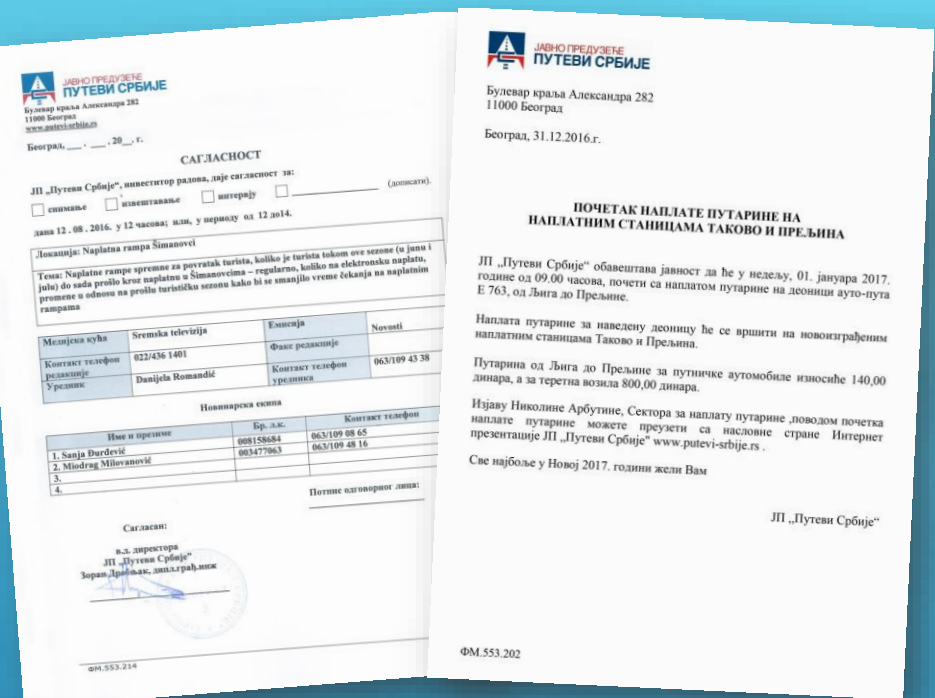 ЈАВНО ПРЕДУЗЕЋЕ
ПУТЕВИ СРБИЈЕ
Булевар краља Александра 282
11000 Београд
www.putevi-srbije.rs
Београд, ___ . ___ . 20__. г.
САГЛАСНОСТ
ЈП „Путеви Србије“, инвеститор радова, даје сагласност за:
снимање извештавање интервју ____________ (дописати).
дана 12 . 08 . 2016. у 12 часова; или, у периоду од 12 до14.
Локација: Naplatna rampa Šimanovci
Тема: Naplatne rampe spremne za povratak turista, koliko je turista tokom ove sezone (u junu i
julu) do sada prošlo kroz naplatnu u Šimanovcima – regularno, koliko na elektronsku naplatu,
promene u odnosu na prošlu turističku sezonu kako bi se smanjilo vreme čekanja na naplatnim
rampama
Медијска кућа Sremska televizija Емисија Novosti
Контакт телефон редакције 022/436 1401 Факс редакције
Уредник Danijela Romandić Контакт телефон уредника 063/109 43 38
Новинарска екипа
Име и презиме Бр. л.к. Контакт телефон
1. Sanja Đurđević 008158684 063/109 08 65
2. Miodrag Milovanović 003477063 063/109 48 16
3.
4.
Потпис одговорног лица:
Сагласан:
в.д. директора
ЈП „Путеви Србије“
Зоран Дробњак, дипл.грађ.инж
ФМ.553.214
ЈАВНО ПРЕДУЗЕЋЕ
ПУТЕВИ СРБИЈЕ
Булевар краља Александра 282
11000 Београд
Београд, 31.12.2016.г.
ПОЧЕТАК НАПЛАТЕ ПУТАРИНЕ НА
НАПЛАТНИМ СТАНИЦАМА ТАКОВО И ПРЕЉИНА
ЈП „Путеви Србије“ обавештава јавност да ће у недељу, 01. јануара 2017.
године од 09.00 часова, почети са наплатом путарине на деоници ауто-пута
Е 763, од Љига до Прељине.
Наплата путарине за наведену деоницу ће се вршити на новоизграђеним
наплатним станицама Таково и Прељина.
Путарина од Љига до Прељине за путничке аутомобиле износиће 140,00
динара, а за теретна возила 800,00 динара.
Изјаву Николине Арбутине, Сектора за наплату путарине ,поводом почетка
наплате путарине можете преузети са насловне стране Интернет
презентације ЈП „Путеви Србије" www.putevi-srbije.rs .
Све најбоље у Новој 2017. години жели Вам
ЈП „Путеви Србије“
ФМ.553.202